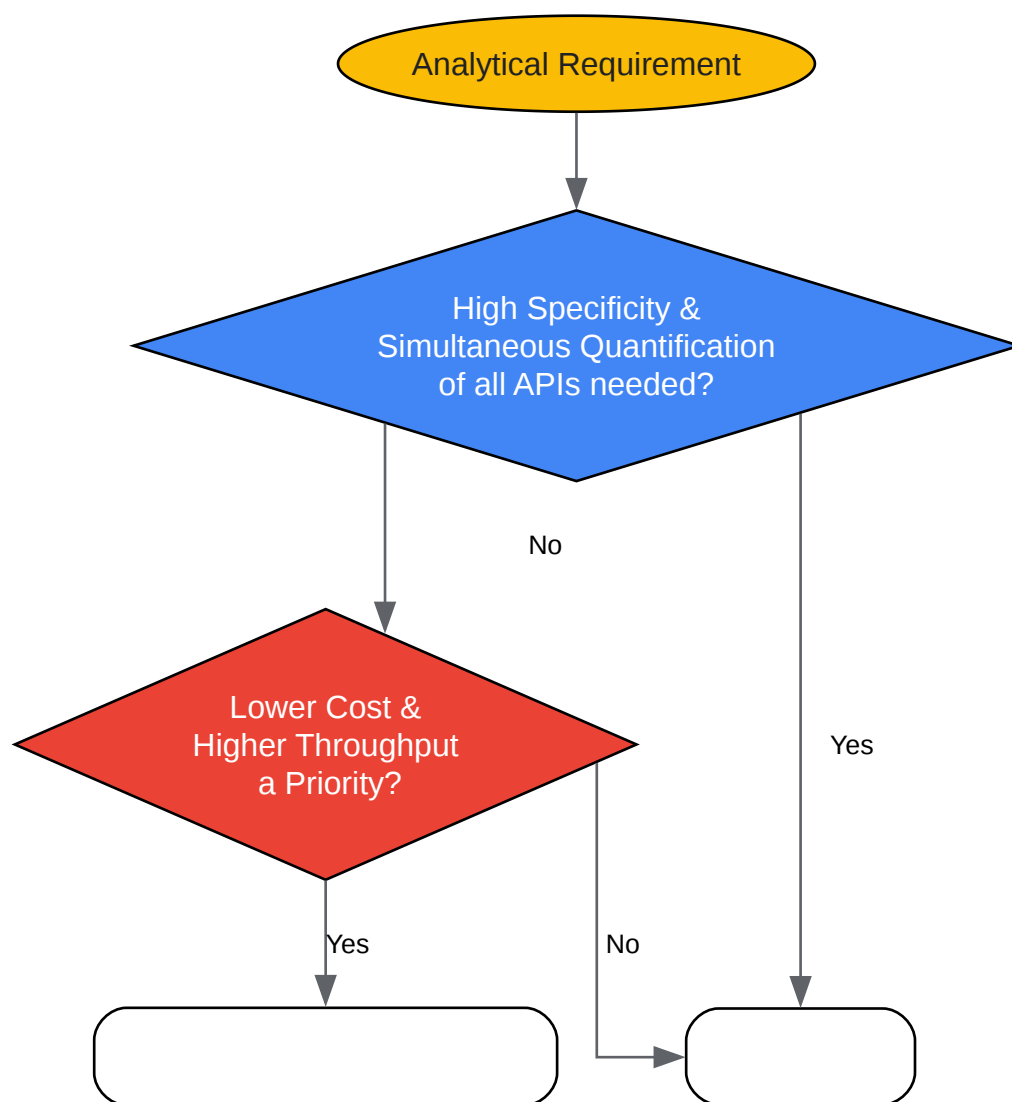 Analytical Requirement
High Specificity &
Simultaneous Quantification
of all APIs needed?
No
Lower Cost &
Higher Throughput
a Priority?
Yes
Yes
No